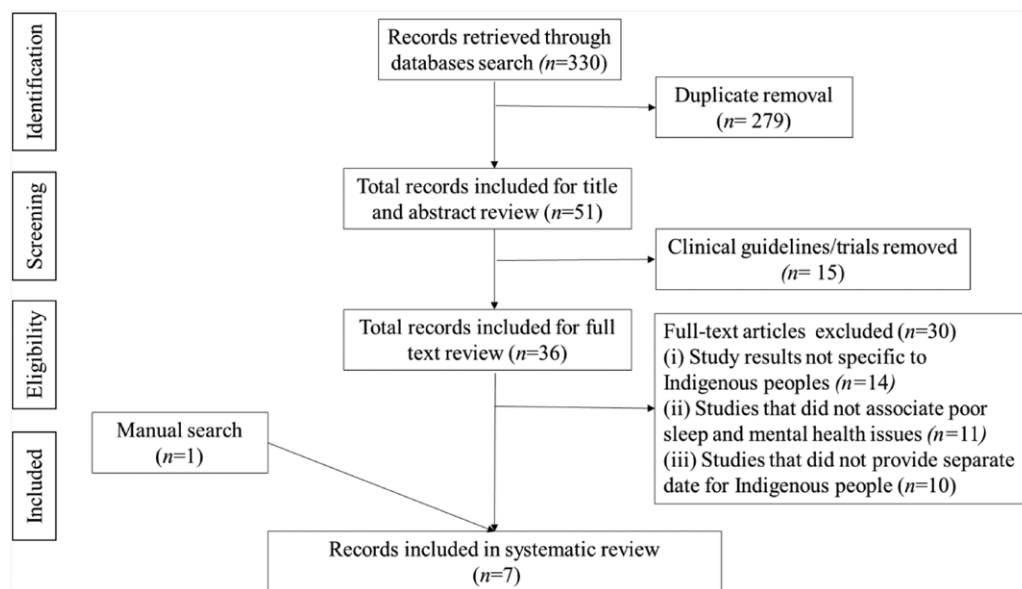 Identification
Records retrieved through
databases search (n=330)
Duplicate removal
(n= 279)
Screening
Total records included for title
and abstract review (n=51)
Clinical guidelines/trials removed
(n= 15)
Eligibility
Total records included for full
text review (n=36)
Full-text articles excluded (n=30)
(i) Study results not specific to
Indigenous peoples (n=14)
(ii) Studies that did not associate poor
sleep and mental health issues (n=11)
(iii) Studies that did not provide separate
date for Indigenous people (n=10)
Manual search
(n=1)
Included
Records included in systematic review
(n=7)